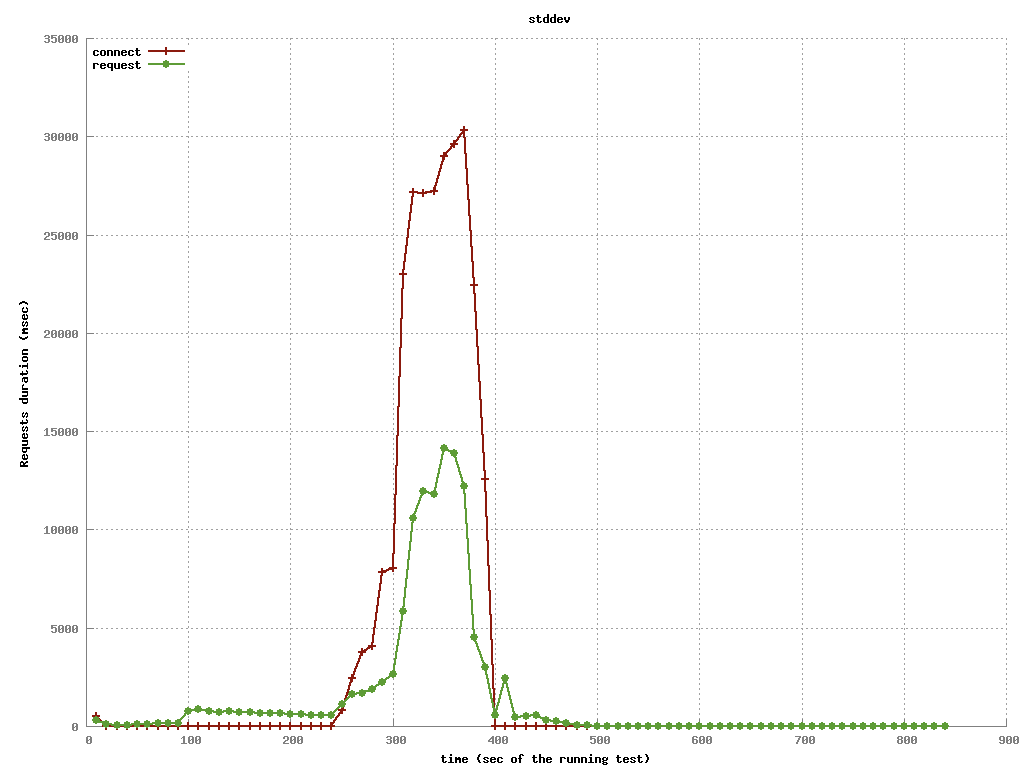 stddev
35000
connect
request
30000
25000
20000
15000
10000
5000
0
Requests duration (msec)
0 100 200 300 400 500 600 700 800 900
time (sec of the running test)